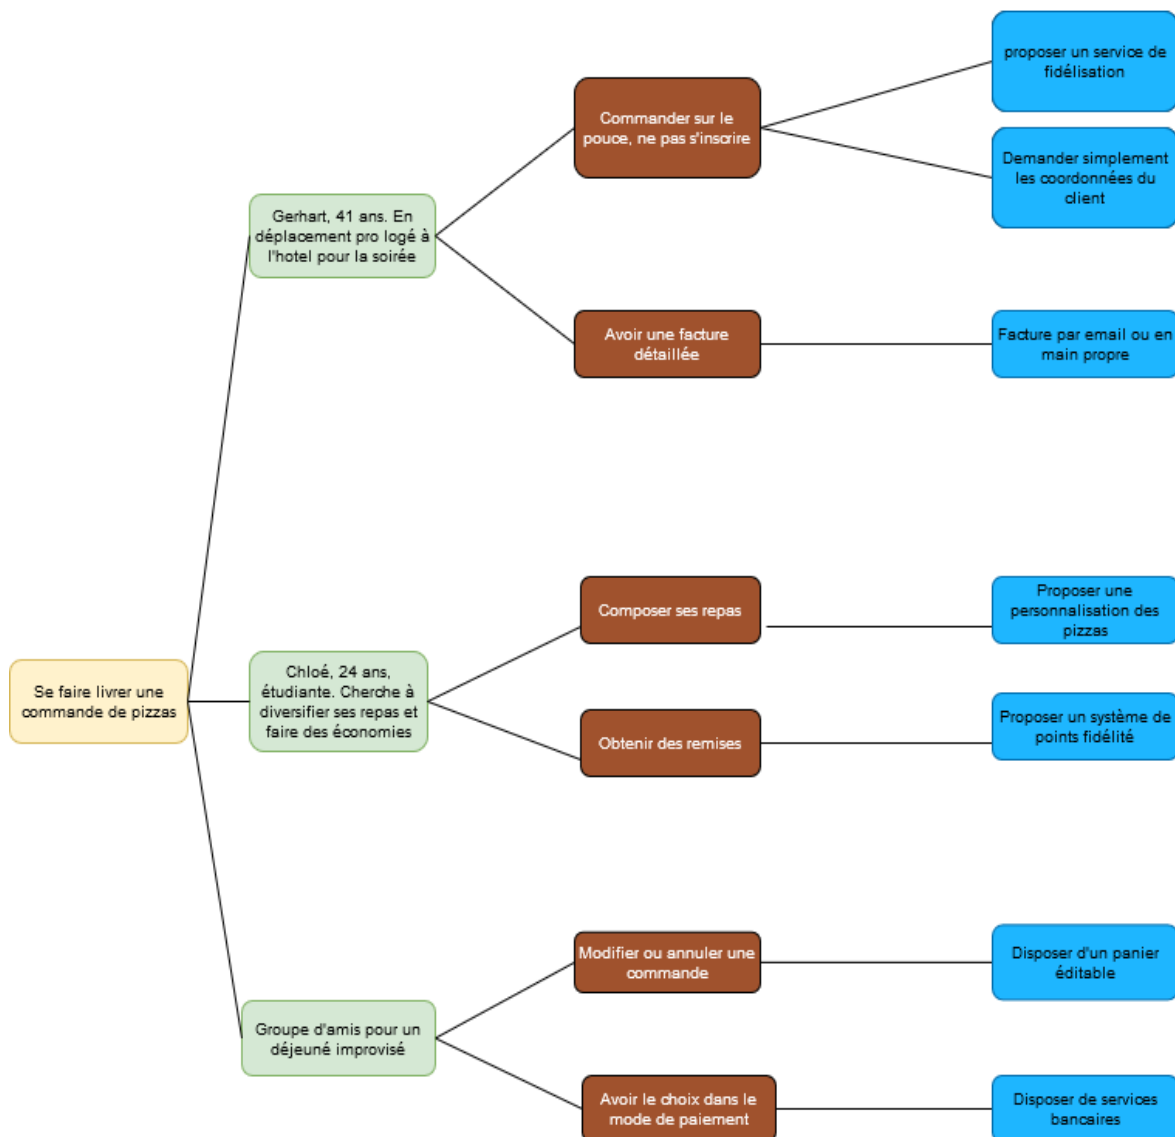 proposer un service de
fidélisation
Commander sur le
pouce, ne pas s'inscrire
Demander simplement
les coordonnées du
client
Gerhart, 41 ans. En
déplacement pro logé à
l'hotel pour la soirée
Avoir une facture
détaillée
Facture par email ou en
main propre
Composer ses repas
Proposer une
personnalisation des
pizzas
Se faire livrer une
commande de pizzas
Chloé, 24 ans,
étudiante. Cherche à
diversifier ses repas et
faire des économies
Obtenir des remises
Proposer un système de
points fidélité
Modifier ou annuler une
commande
Disposer d'un panier
éditable
Groupe d'amis pour un
déjeuné improvisé
Avoir le choix dans le
mode de paiement
Disposer de services
bancaires